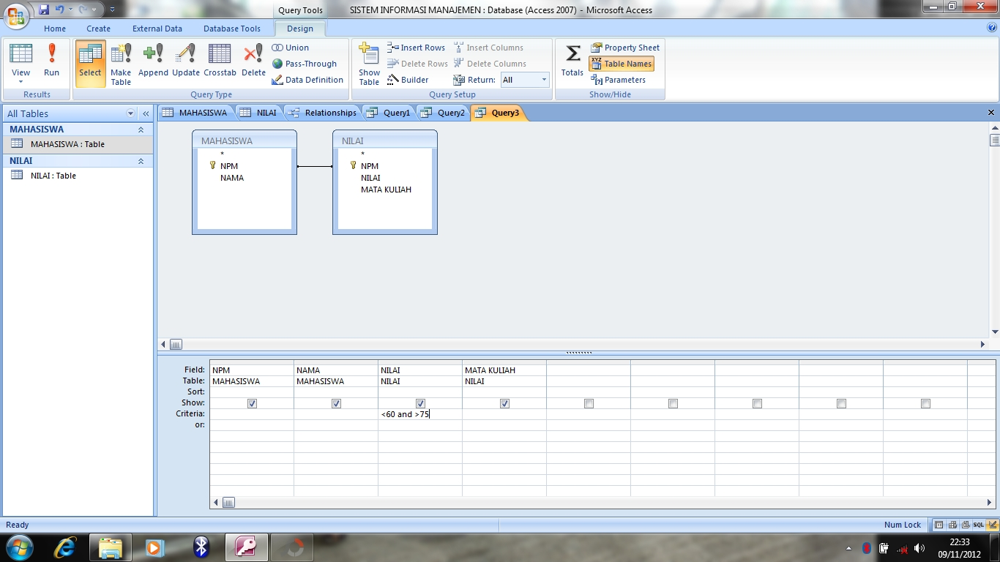 Query Tools
SISTEM INFORMASI MANAJEMEN : Database (Access 2007) - Microsoft Access
Home
Create
External Data
Database Tools
Design
View
Run
Results
Select
Make Table
Append
Update
Crosstab
Delete
Union
Pass-Through
Data Definition
Query Type
Show Table
Insert Rows
Delete Rows
Builder
Insert Columns
Delete Columns
Return: All
Query Setup
Totals
XYZ
Property Sheet
Table Names
Parameters
Show/Hide
All Tables
MAHASISWA
MAHASISWA : Table
NILAI
NILAI : Table
MAHASISWA
NILAI
Relationships
Query1
Query2
Query3
MAHASISWA
*
NPM
NAMA
NILAI
*
NPM
NILAI
MATA KULIAH
Field: NPM NAMA NILAI MATA KULIAH
Table: MAHASISWA MAHASISWA NILAI NILAI
Sort:
Show:
Criteria: <60 and >75
or:
Ready
Num Lock
SQL
22:33
09/11/2012